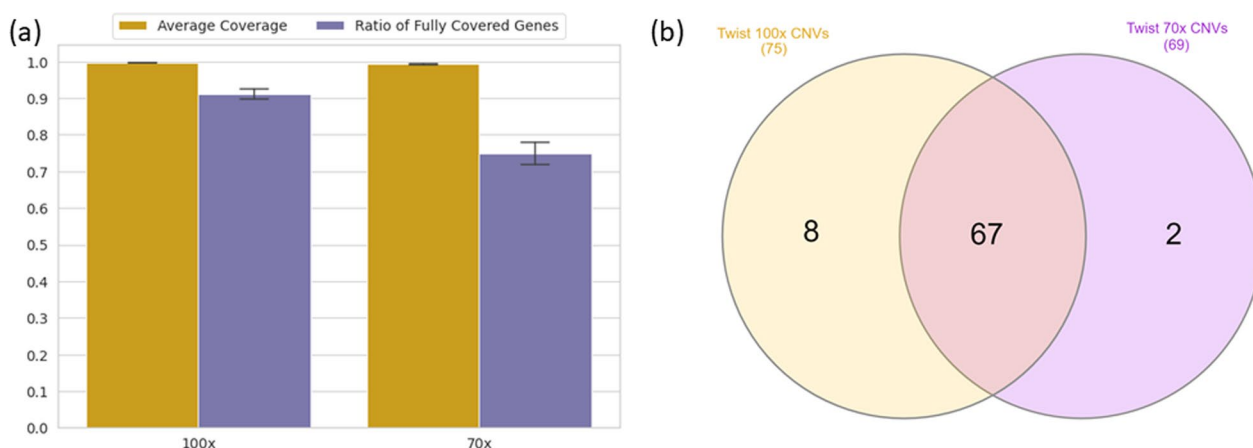 (a)
Average Coverage
Ratio of Fully Covered Genes
1.0
0.9
0.8
0.7
0.6
0.5
0.4
0.3
0.2
0.1
0.0
100x
70x
(b)
Twist 100x CNVs
(75)
Twist 70x CNVs
(69)
8
67
2